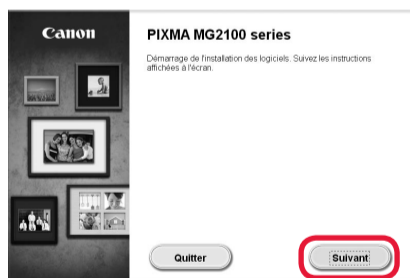 Canon
PIXMA MG2100 series
Démarrage de l'installation des logiciels. Suivez les instructions
affichées à l'écran.
Quitter
Suivant